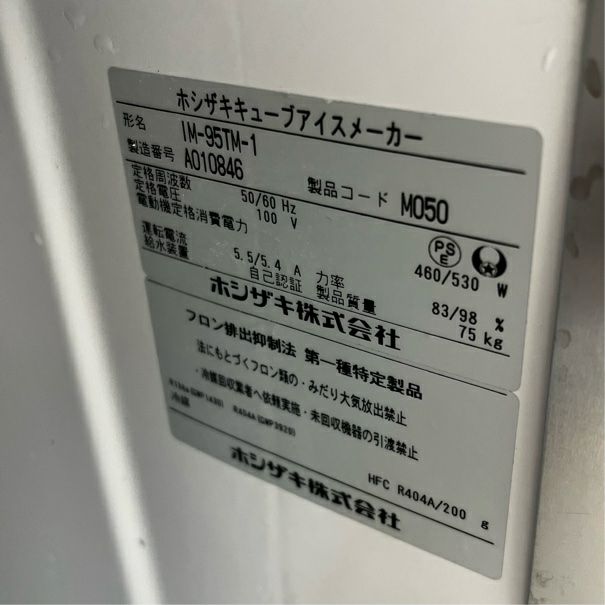 ホシザキキューブアイスメーカー
形名 IM-95TM-1
製造番号 A010846 製品コード M050
定格周波数 50/60 Hz
定格電圧 100 V
電動機定格消費電力 460/530 W
PSE
運転電流 5.5/5.4 A 力率 83/98 %
給水装置 自己認証 製品質量 75 kg
ホシザキ株式会社
フロン排出抑制法 第一種特定製品
法にもとづくフロン類の・みだり大気放出禁止
・冷媒回収業者へ依頼実施・未回収機器の引渡禁止
R134a(GWP1430) R404A(GWP3920)
冷媒 HFC R404A/200 g
ホシザキ株式会社